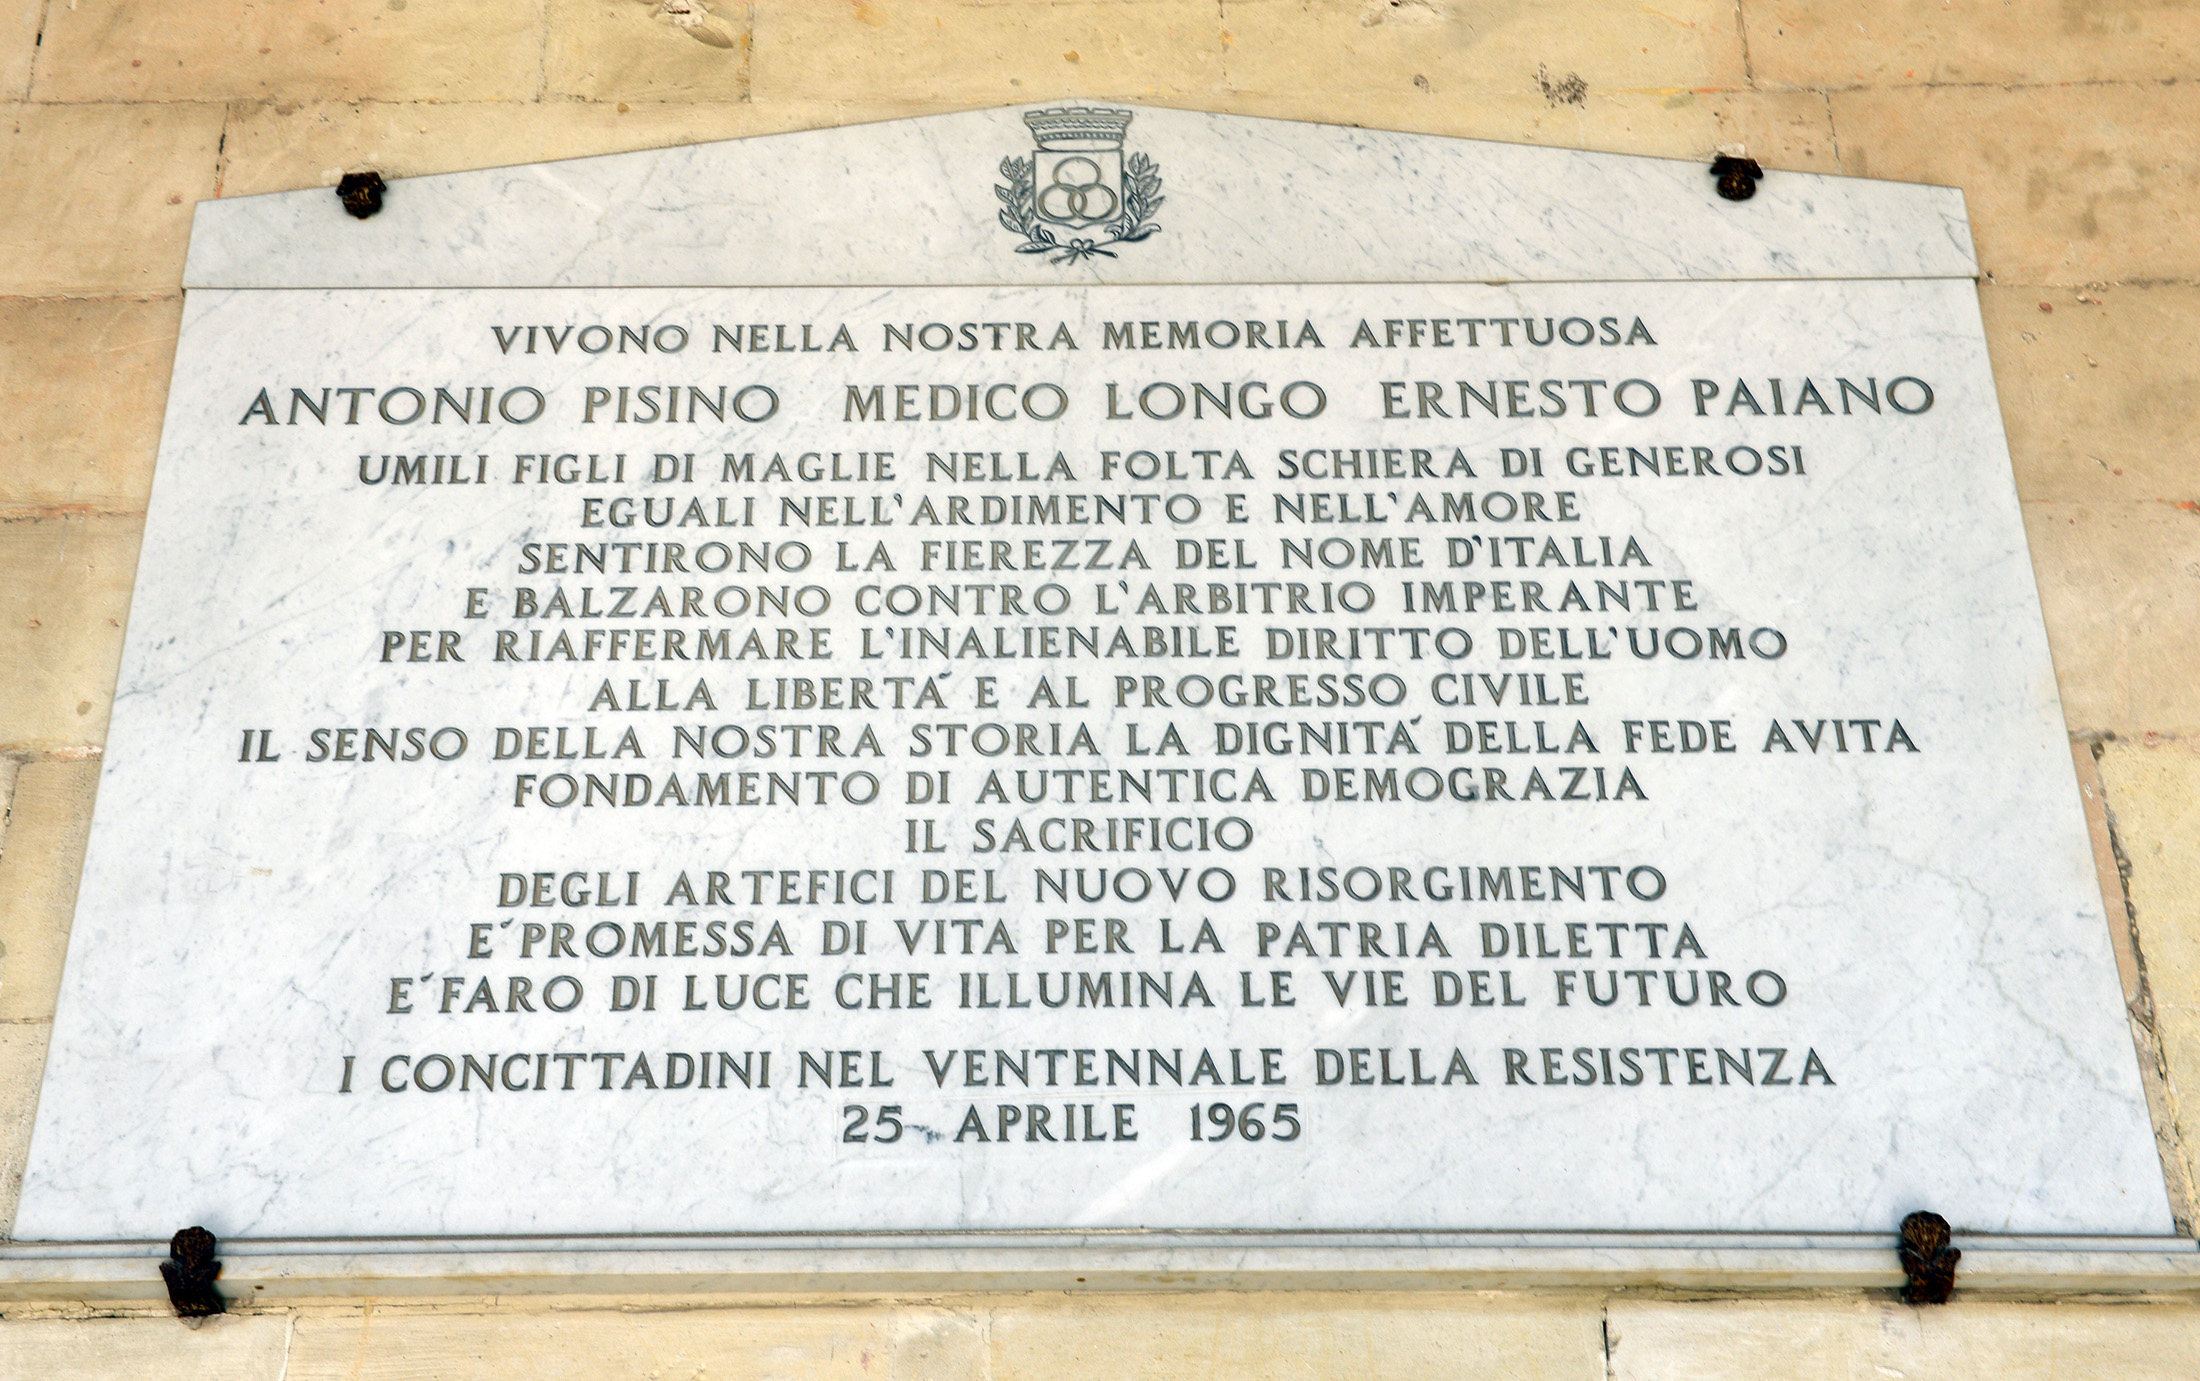 VIVONO NELLA NOSTRA MEMORIA AFFETTUOSA
ANTONIO PISINO MEDICO LONGO ERNESTO PAIANO
UMILI FIGLI DI MAGLIE NELLA FOLTA SCHIERA DI GENEROSI
EGUALI NELL'ARDIMENTO E NELL'AMORE
SENTIRONO LA FIEREZZA DEL NOME D'ITALIA
E BALZARONO CONTRO L'ARBITRIO IMPERANTE
PER RIAFFERMARE L'INALIENABILE DIRITTO DELL'UOMO
ALLA LIBERTA´ E AL PROGRESSO CIVILE
IL SENSO DELLA NOSTRA STORIA LA DIGNITA´ DELLA FEDE AVITA
FONDAMENTO DI AUTENTICA DEMOGRAZIA
IL SACRIFICIO
DEGLI ARTEFICI DEL NUOVO RISORGIMENTO
E´ PROMESSA DI VITA PER LA PATRIA DILETTA
E´ FARO DI LUCE CHE ILLUMINA LE VIE DEL FUTURO
I CONCITTADINI NEL VENTENNALE DELLA RESISTENZA
25 APRILE 1965